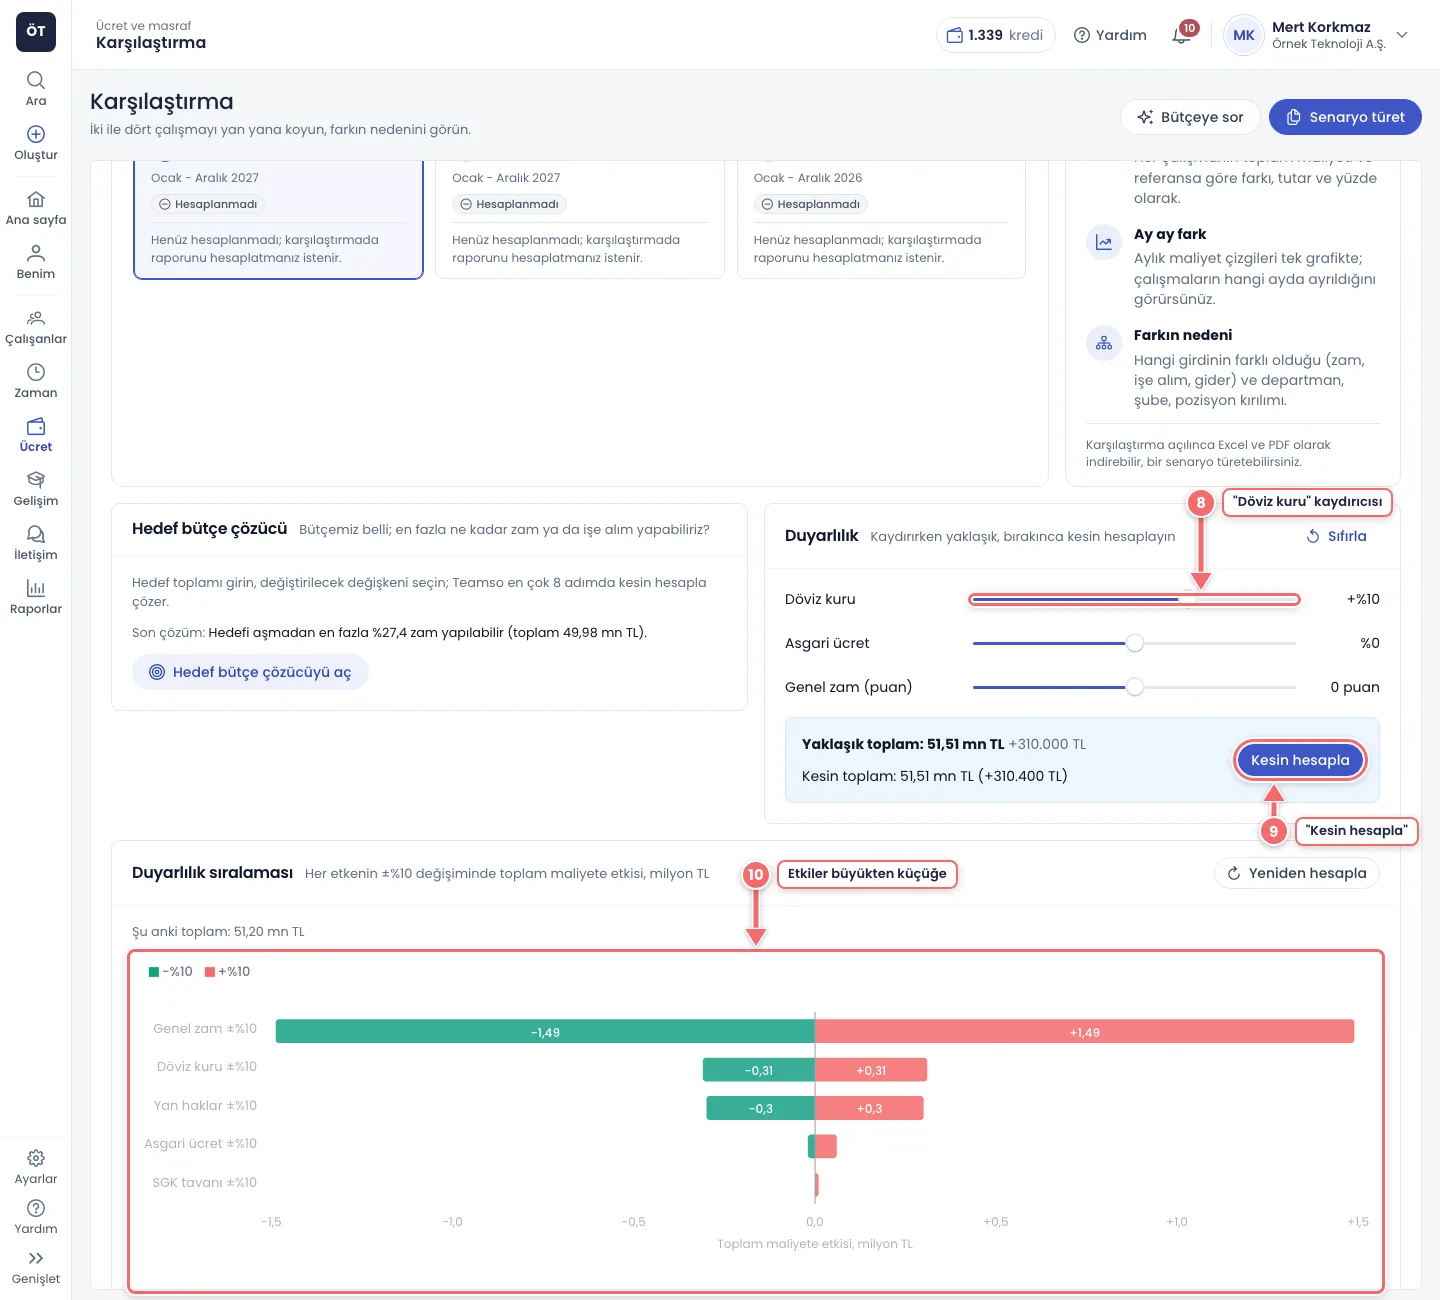 ÖT
Ücret ve masraf
Karşılaştırma
1.339 kredi
Yardım
10
MK
Mert Korkmaz
Örnek Teknoloji A.Ş.
Ara
Oluştur
Ana sayfa
Benim
Çalışanlar
Zaman
Ücret
Gelişim
İletişim
Raporlar
Ayarlar
Yardım
Genişlet
Karşılaştırma
İki ile dört çalışmayı yan yana koyun, farkın nedenini görün.
Bütçeye sor
Senaryo türet
Ocak - Aralık 2027
Hesaplanmadı
Henüz hesaplanmadı; karşılaştırmada
raporunu hesaplatmanız istenir.
Ocak - Aralık 2027
Hesaplanmadı
Henüz hesaplanmadı; karşılaştırmada
raporunu hesaplatmanız istenir.
Ocak - Aralık 2026
Hesaplanmadı
Henüz hesaplanmadı; karşılaştırmada
raporunu hesaplatmanız istenir.
referansa göre farkı, tutar ve yüzde
olarak.
Ay ay fark
Aylık maliyet çizgileri tek grafikte;
çalışmaların hangi ayda ayrıldığını
görürsünüz.
Farkın nedeni
Hangi girdinin farklı olduğu (zam,
işe alım, gider) ve departman,
şube, pozisyon kırılımı.
Karşılaştırma açılınca Excel ve PDF olarak
indirebilir, bir senaryo türetebilirsiniz.
Hedef bütçe çözücü Bütçemiz belli; en fazla ne kadar zam ya da işe alım yapabiliriz?
Hedef toplamı girin, değiştirilecek değişkeni seçin; Teamso en çok 8 adımda kesin hesapla
çözer.
Son çözüm: Hedefi aşmadan en fazla %27,4 zam yapılabilir (toplam 49,98 mn TL).
Hedef bütçe çözücüyü aç
8 "Döviz kuru" kaydırıcısı
Duyarlılık Kaydırırken yaklaşık, bırakınca kesin hesaplayın
Sıfırla
Döviz kuru +%10
Asgari ücret %0
Genel zam (puan) 0 puan
Yaklaşık toplam: 51,51 mn TL +310.000 TL
Kesin toplam: 51,51 mn TL (+310.400 TL)
Kesin hesapla
9 "Kesin hesapla"
Duyarlılık sıralaması Her etkenin ±%10 değişiminde toplam maliyete etkisi, milyon TL
10 Etkiler büyükten küçüğe
Yeniden hesapla
Şu anki toplam: 51,20 mn TL
-%10 +%10
Genel zam ±%10 -1,49 +1,49
Döviz kuru ±%10 -0,31 +0,31
Yan haklar ±%10 -0,3 +0,3
Asgari ücret ±%10
SGK tavanı ±%10
-1,5 -1,0 -0,5 0,0 +0,5 +1,0 +1,5
Toplam maliyete etkisi, milyon TL